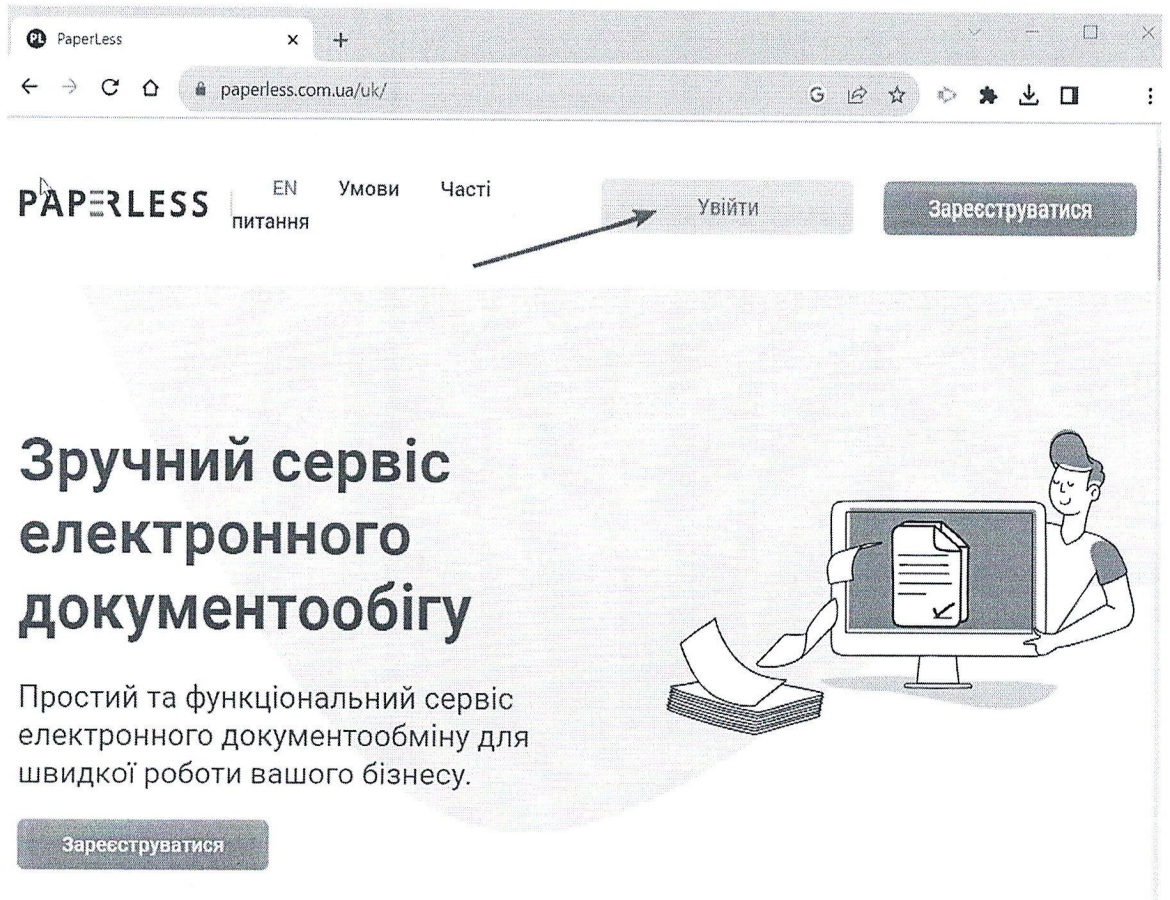 PL PaperLess
paperless.com.ua/uk/
PAPERLESS
EN Умови Часті
питання
Увійти
Зареєструватися
Зручний сервіс
електронного
документообігу
Простий та функціональний сервіс
електронного документообміну для
швидкої роботи вашого бізнесу.
Зареєструватися